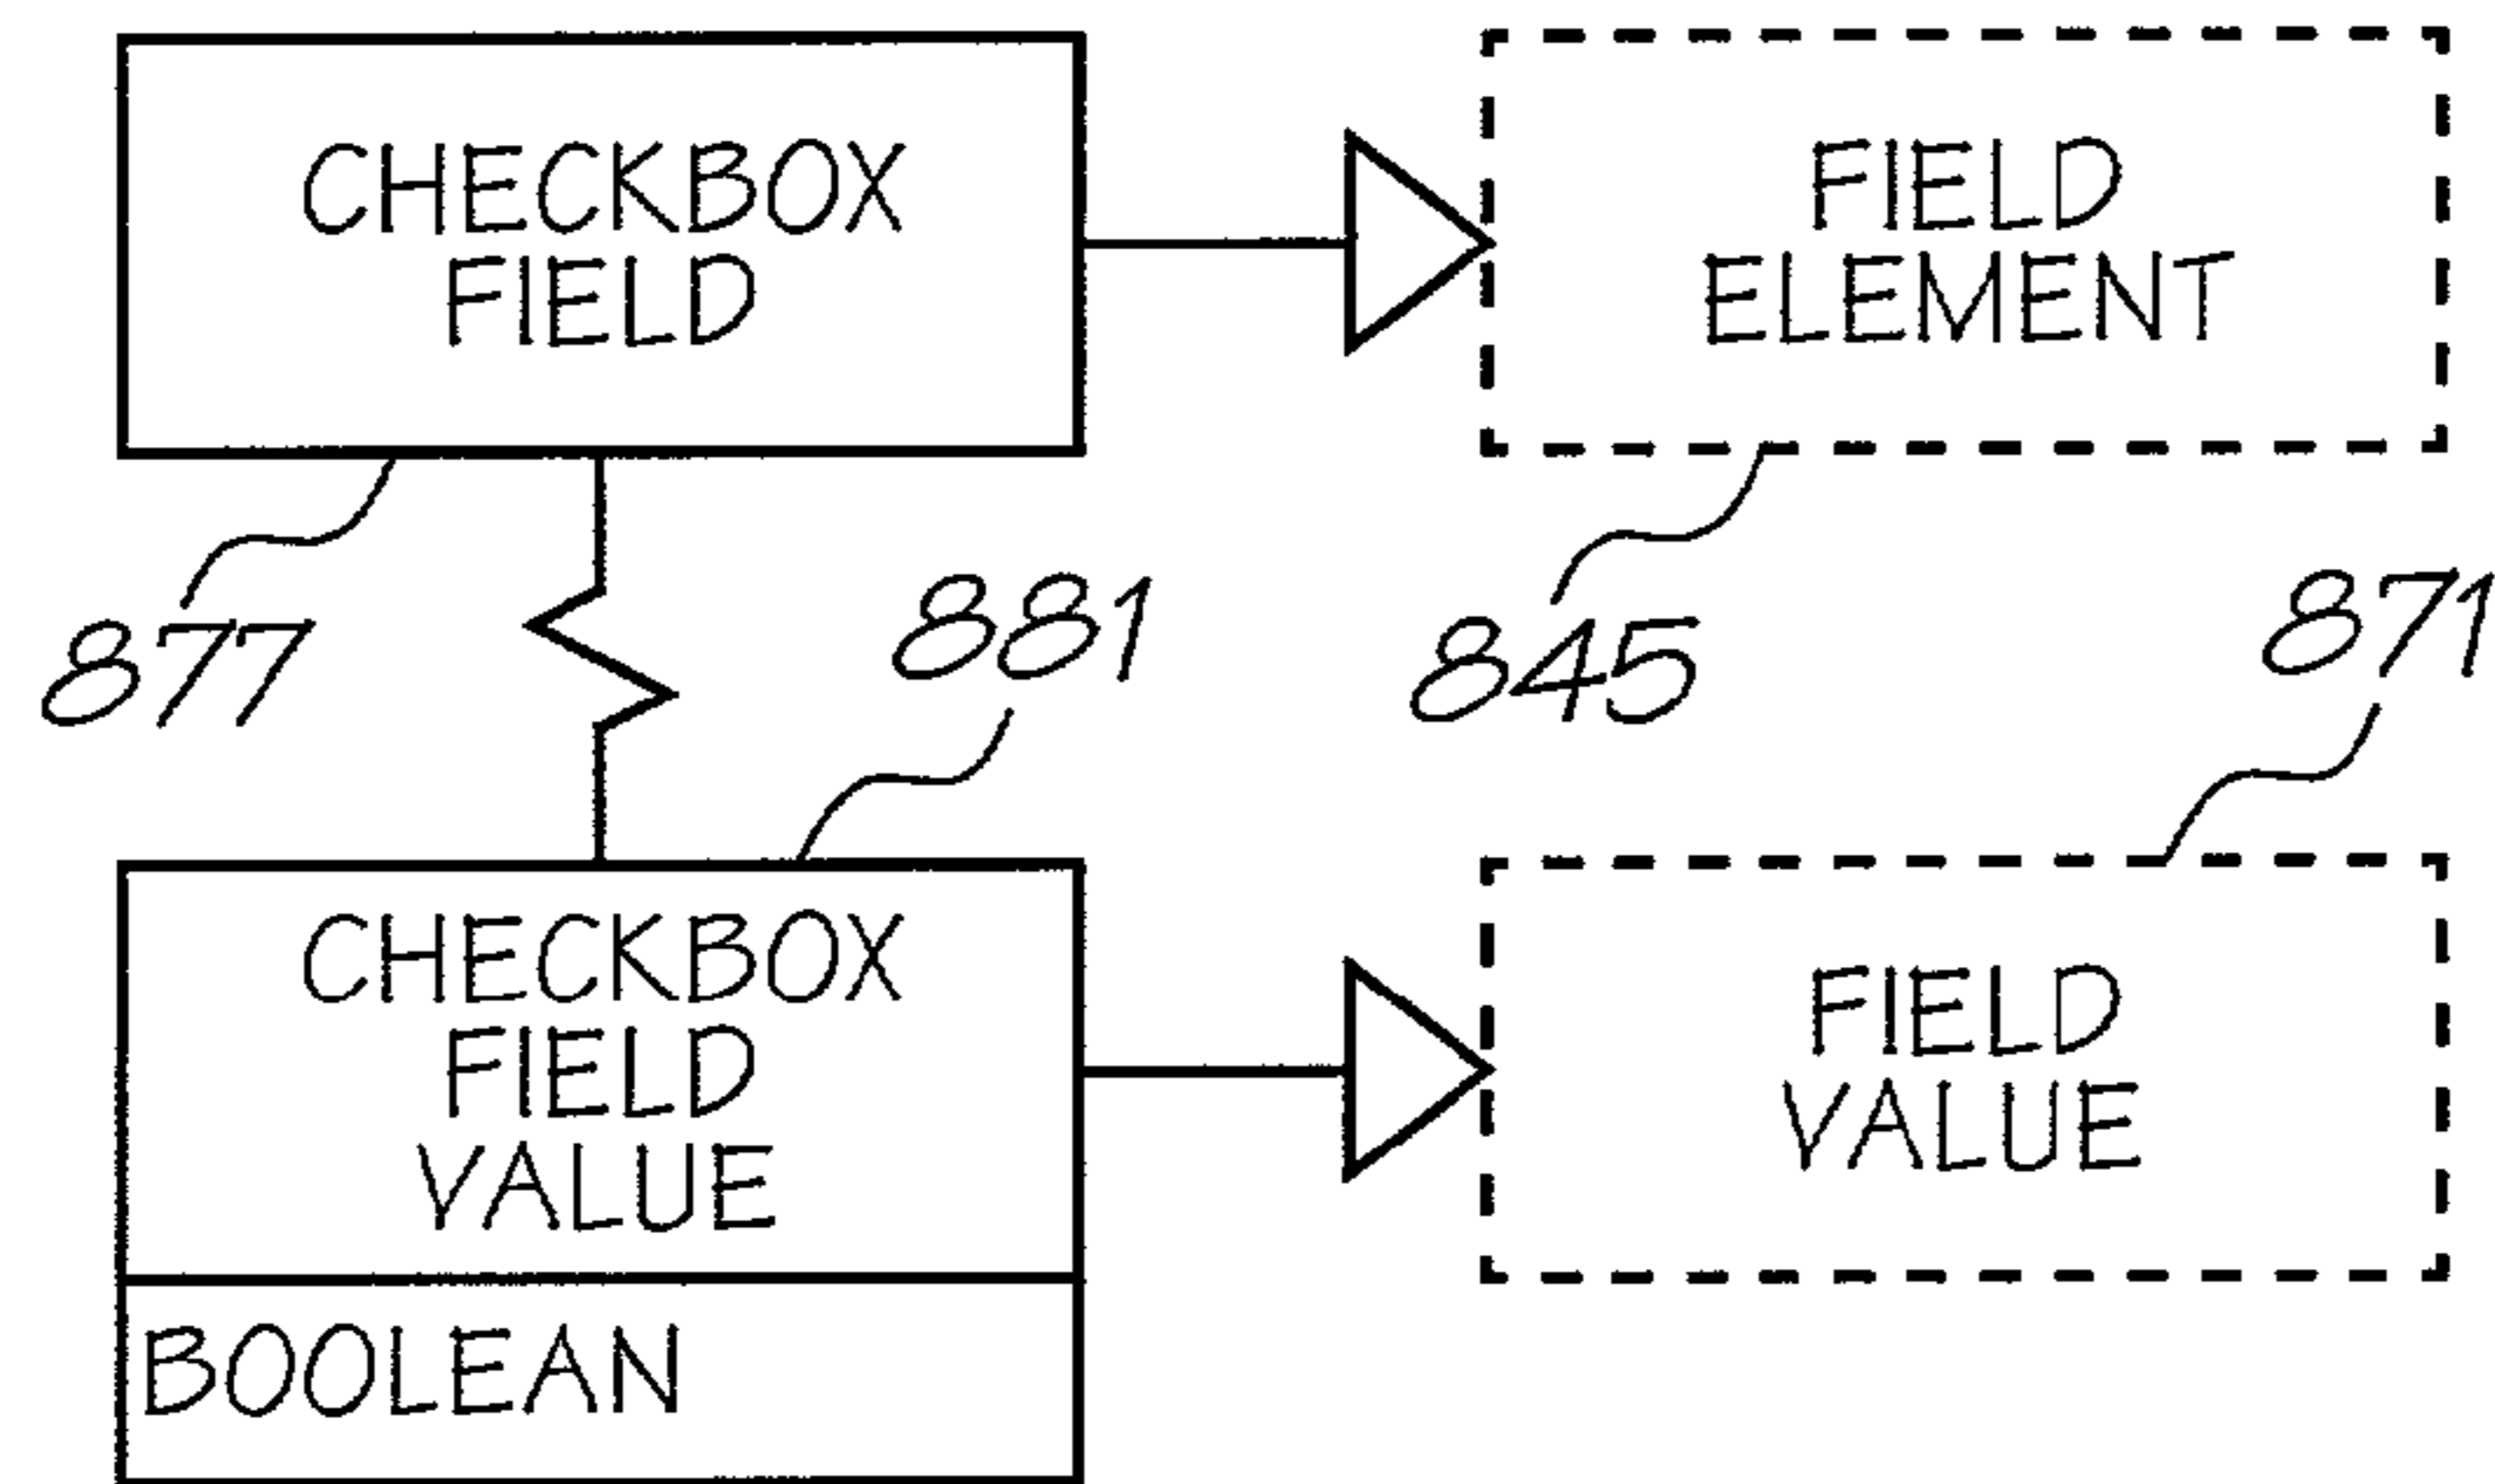 CHECKBOX
FIELD
FIELD
ELEMENT
877
881
845
871
CHECKBOX
FIELD
VALUE
BOOLEAN
FIELD
VALUE